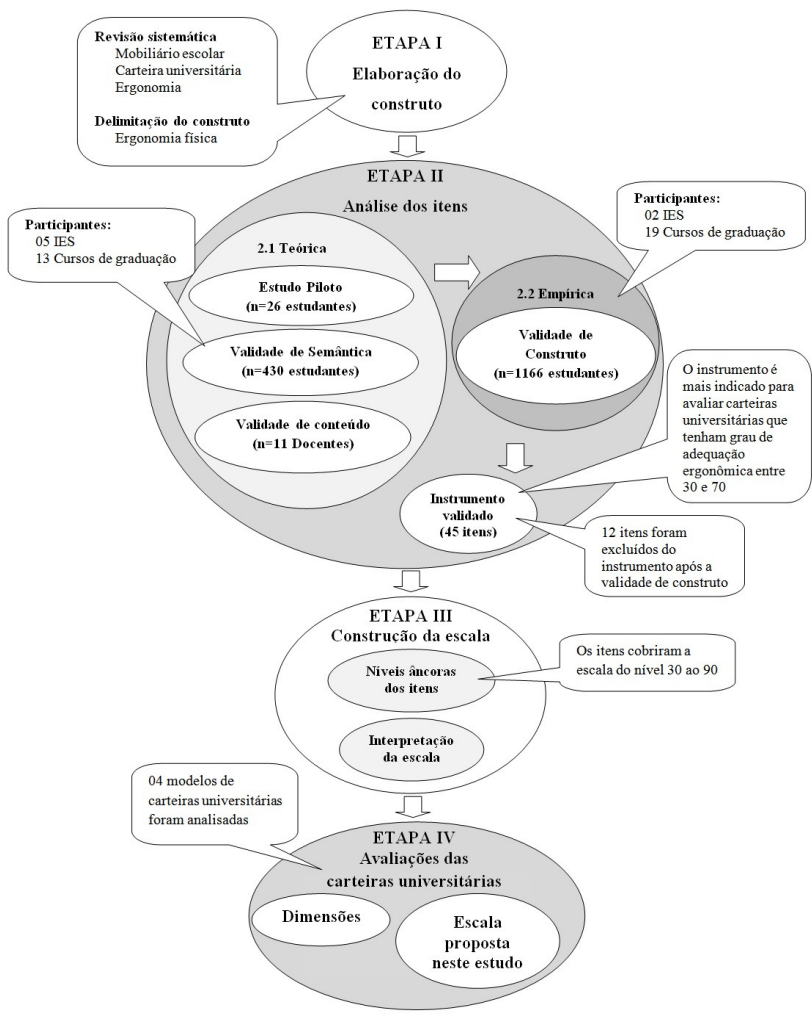 Revisão sistemática
Mobiliário escolar
Carteira universitária
Ergonomia
Delimitação do construto
Ergonomia física
ETAPA I
Elaboração do
construto
ETAPA II
Análise dos itens
Participantes:
05 IES
13 Cursos de graduação
Participantes:
02 IES
19 Cursos de graduação
2.1 Teórica
Estudo Piloto
(n=26 estudantes)
Validade de Semântica
(n=430 estudantes)
Validade de conteúdo
(n=11 Docentes)
2.2 Empírica
Validade de
Construto
(n=1166 estudantes)
O instrumento é
mais indicado para
avaliar carteiras
universitárias que
tenham grau de
adequação
ergonômica entre
30 e 70
Instrumento
validado
(45 itens)
12 itens foram
excluídos do
instrumento após a
validade de construto
ETAPA III
Construção da escala
Níveis âncoras
dos itens
Os itens cobriram a
escala do nível 30 ao 90
Interpretação
da escala
04 modelos de
carteiras universitárias
foram analisadas
ETAPA IV
Avaliações das
carteiras universitárias
Dimensões
Escala
proposta
neste estudo